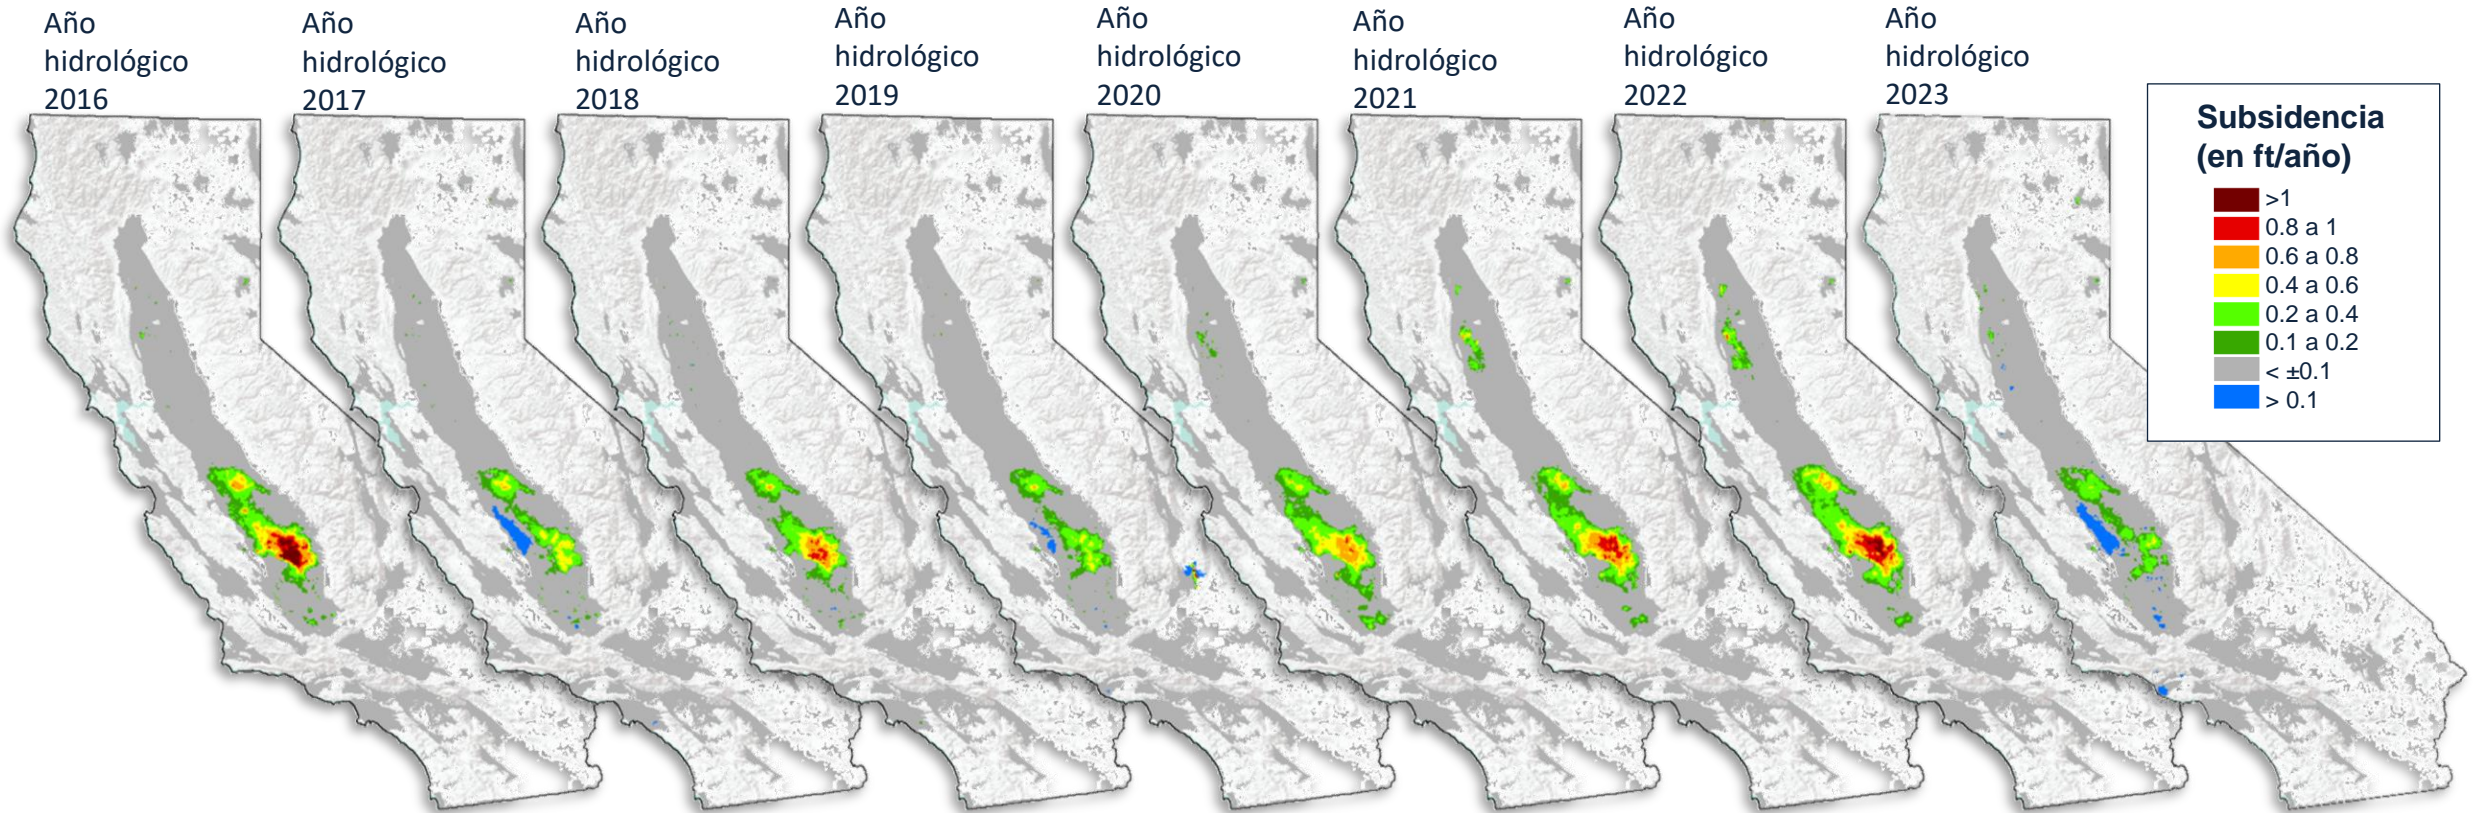 Año
hidrológico
2016
Año
hidrológico
2017
Año
hidrológico
2018
Año
hidrológico
2019
Año
hidrológico
2020
Año
hidrológico
2021
Año
hidrológico
2022
Año
hidrológico
2023
Subsidencia
(en ft/año)
>1
0.8 a 1
0.6 a 0.8
0.4 a 0.6
0.2 a 0.4
0.1 a 0.2
< ±0.1
> 0.1